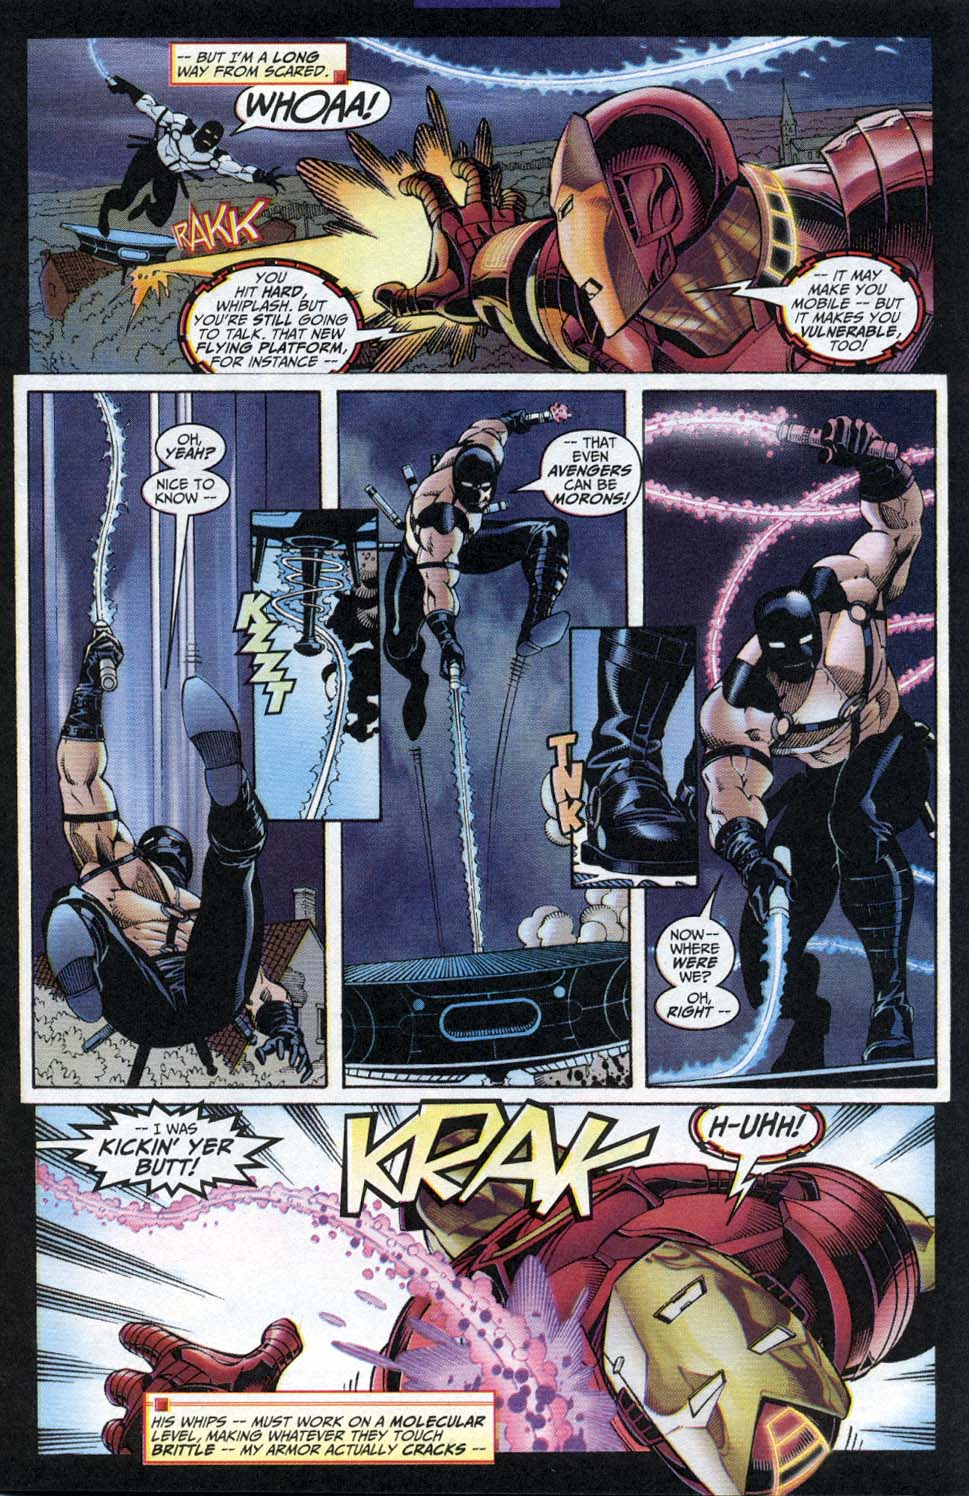 -- BUT I'M A LONG
WAY FROM SCARED.
WHOAA!
RAKK
YOU
HIT HARD,
WHIPLASH. BUT
YOU'RE STILL GOING
TO TALK. THAT NEW
FLYING PLATFORM,
FOR INSTANCE --
-- IT MAY
MAKE YOU
MOBILE -- BUT
IT MAKES YOU
VULNERABLE,
TOO!
OH,
YEAH?
NICE TO
KNOW --
KZZT
-- THAT
EVEN
AVENGERS
CAN BE
MORONS!
TNK
NOW--
WHERE
WERE
WE?
OH,
RIGHT --
-- I WAS
KICKIN' YER
BUTT!
KRAK
H-UHH!
HIS WHIPS -- MUST WORK ON A MOLECULAR
LEVEL, MAKING WHATEVER THEY TOUCH
BRITTLE -- MY ARMOR ACTUALLY CRACKS --